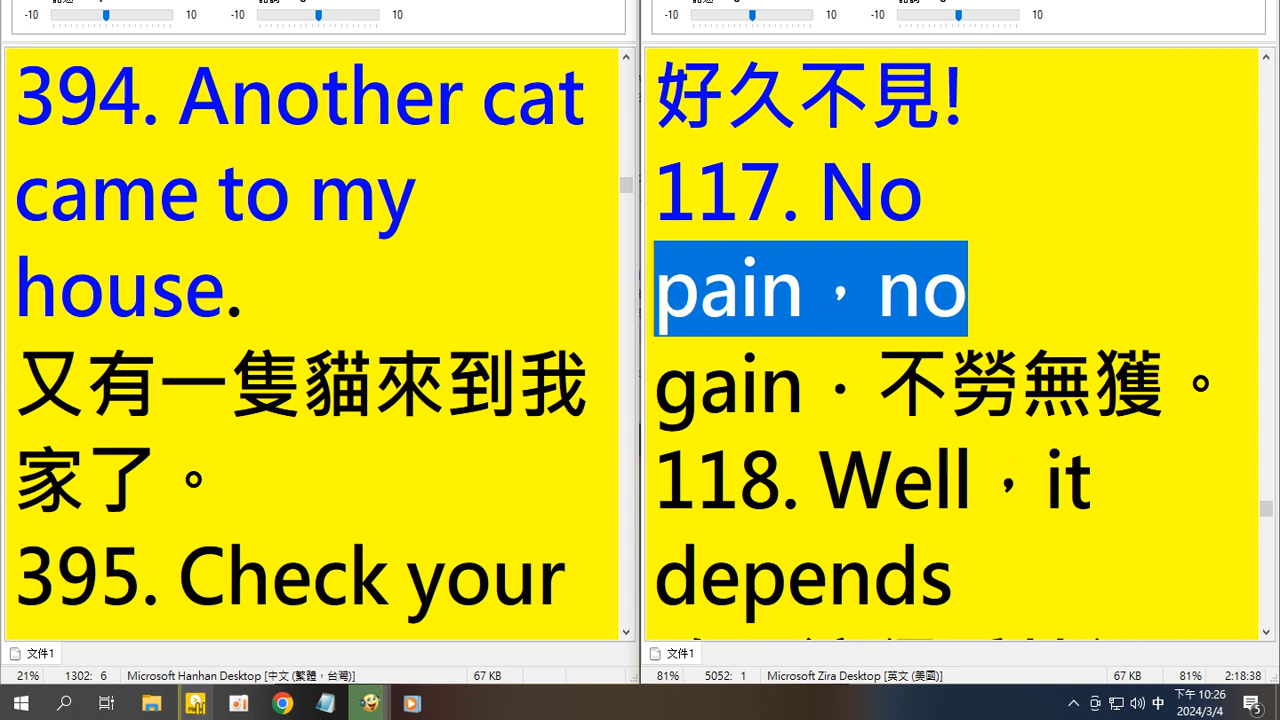 -10
10
-10
10
-10
10
-10
10
394. Another cat
came to my
house.
又有一隻貓來到我
家了。
395. Check your
好久不見!
117. No
pain，no
gain．不勞無獲。
118. Well，it
depends
文件1
文件1
21%
1302: 6
Microsoft Hanhan Desktop [中文 (繁體，台灣)]
67 KB
81%
5052: 1
Microsoft Zira Desktop [英文 (美國)]
67 KB
81%
2:18:38
中
下午 10:26
2024/3/4
5